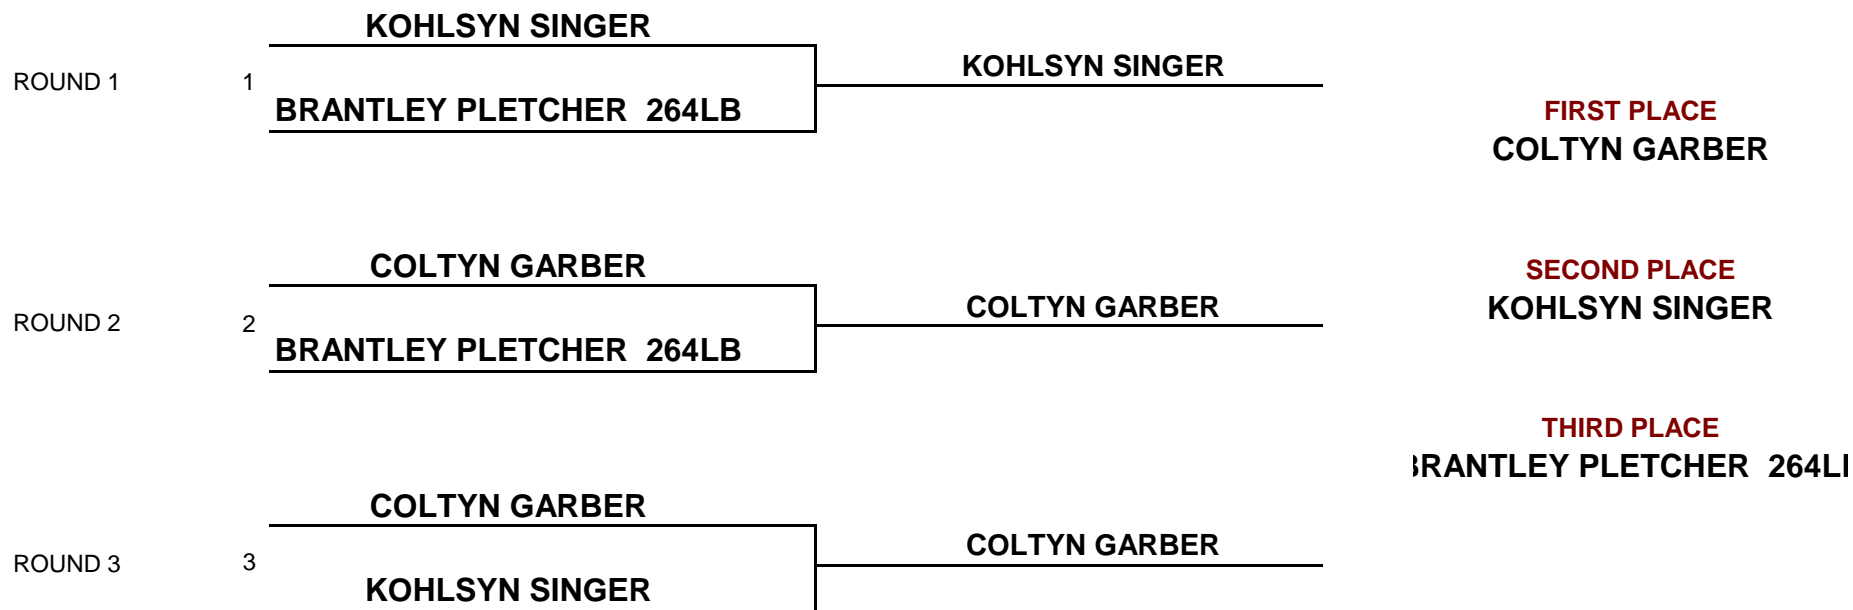 KOHLSYN SINGER
ROUND 1 1 KOHLSYN SINGER
BRANTLEY PLETCHER 264LB
FIRST PLACE
COLTYN GARBER
COLTYN GARBER
SECOND PLACE
ROUND 2 2 COLTYN GARBER KOHLSYN SINGER
BRANTLEY PLETCHER 264LB
THIRD PLACE
PLETCHER
COLTYN GARBER
ROUND 3 3 COLTYN GARBER
KOHLSYN SINGER